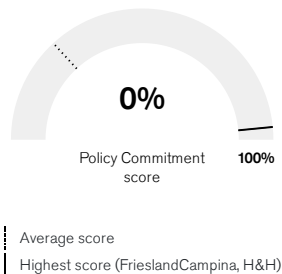 0%
Policy Commitment
score
100%
Average score
Highest score (FrieslandCampina, H&H)